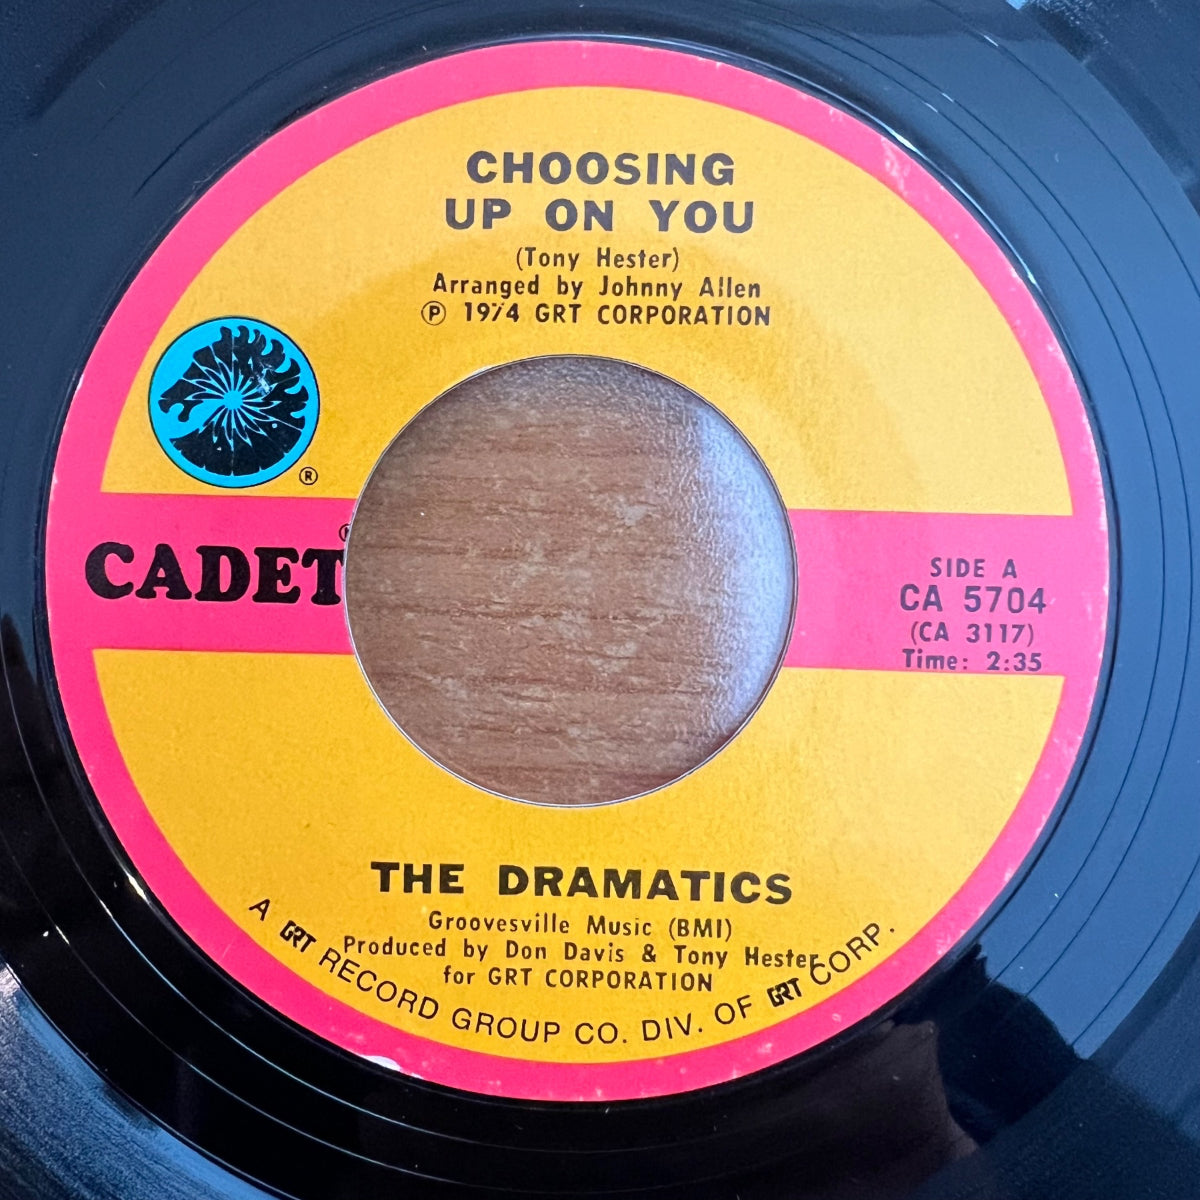 CHOOSING
UP ON YOU
(Tony Hester)
Arranged by Johnny Allen
Ⓟ 1974 GRT CORPORATION
®
CADET
SIDE A
CA 5704
(CA 3117)
Time: 2:35
THE DRAMATICS
Groovesville Music (BMI)
Produced by Don Davis & Tony Hester
for GRT CORPORATION
A GRT RECORD GROUP CO. DIV. OF GRT CORP.